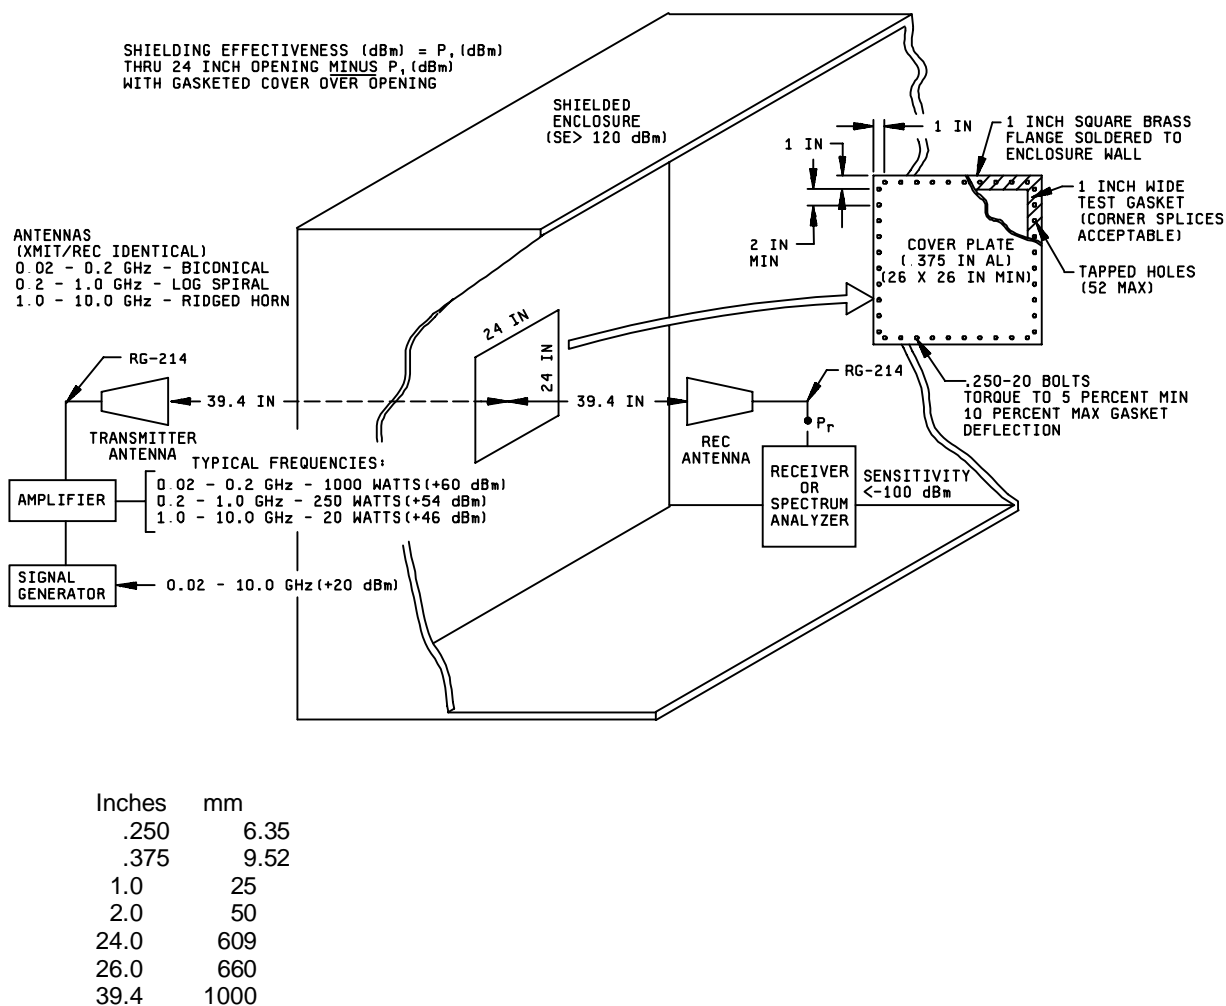 SHIELDING EFFECTIVENESS (dBm) = P, (dBm)
THRU 24 INCH OPENING MINUS P, (dBm)
WITH GASKETED COVER OVER OPENING
SHIELDED
ENCLOSURE
(SE> 120 dBm)
1 IN
1 IN
2 IN
MIN
1 INCH SQUARE BRASS
FLANGE SOLDERED TO
ENCLOSURE WALL
1 INCH WIDE
TEST GASKET
(CORNER SPLICES
ACCEPTABLE)
COVER PLATE
(.375 IN AL)
(26 X 26 IN MIN)
TAPPED HOLES
(52 MAX)
ANTENNAS
(XMIT/REC IDENTICAL)
0.02 - 0.2 GHz - BICONICAL
0.2 - 1.0 GHz - LOG SPIRAL
1.0 - 10.0 GHz - RIDGED HORN
24 IN
24 IN
RG-214
39.4 IN
39.4 IN
RG-214
.250-20 BOLTS
TORQUE TO 5 PERCENT MIN
10 PERCENT MAX GASKET
DEFLECTION
TRANSMITTER
ANTENNA
REC
ANTENNA
Pr
TYPICAL FREQUENCIES:
0.02 - 0.2 GHz - 1000 WATTS(+60 dBm)
0.2 - 1.0 GHz - 250 WATTS(+54 dBm)
1.0 - 10.0 GHz - 20 WATTS(+46 dBm)
AMPLIFIER
RECEIVER
OR
SPECTRUM
ANALYZER
SENSITIVITY
<-100 dBm
SIGNAL
GENERATOR
0.02 - 10.0 GHz(+20 dBm)
Inches mm
.250 6.35
.375 9.52
1.0 25
2.0 50
24.0 609
26.0 660
39.4 1000